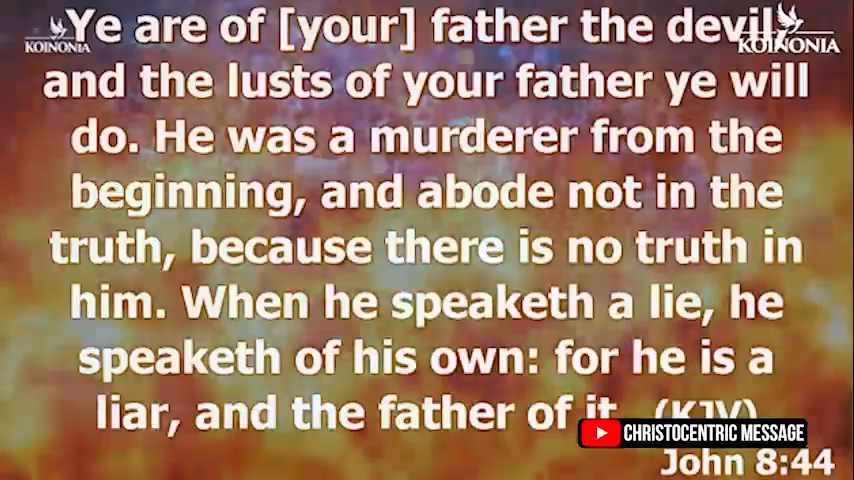 Ye are of [your] father the devil,
KOINONIA
KOINONIA
and the lusts of your father ye will
do. He was a murderer from the
beginning, and abode not in the
truth, because there is no truth in
him. When he speaketh a lie, he
speaketh of his own: for he is a
liar, and the father of it. (KJV)
CHRISTOCENTRIC MESSAGE
John 8:44